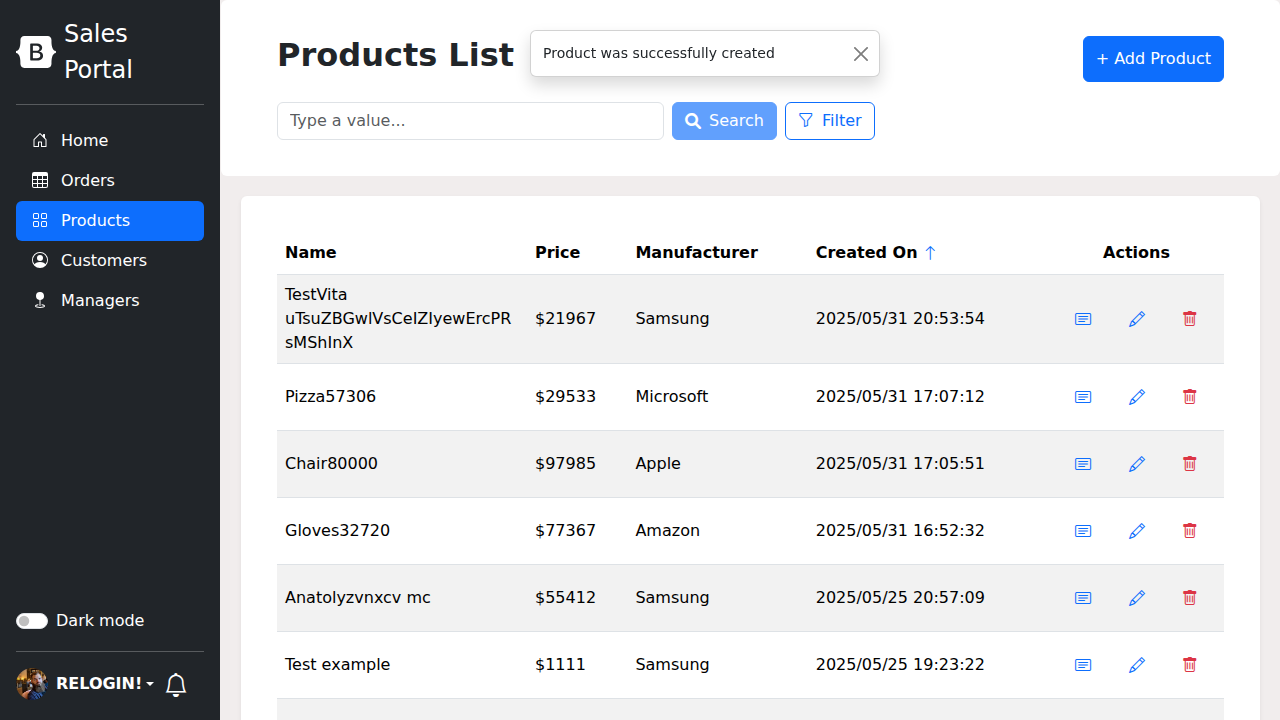 Sales
Portal
Home
Orders
Products
Customers
Managers
Dark mode
RELOGIN!
Products List
Product was successfully created
+ Add Product
Type a value...
Search
Filter
Name Price Manufacturer Created On Actions
TestVita
uTsuZBGwlVsCeIZIyewErcPR
sMShInX
$21967 Samsung 2025/05/31 20:53:54
Pizza57306 $29533 Microsoft 2025/05/31 17:07:12
Chair80000 $97985 Apple 2025/05/31 17:05:51
Gloves32720 $77367 Amazon 2025/05/31 16:52:32
Anatolyzvnxcv mc $55412 Samsung 2025/05/25 20:57:09
Test example $1111 Samsung 2025/05/25 19:23:22